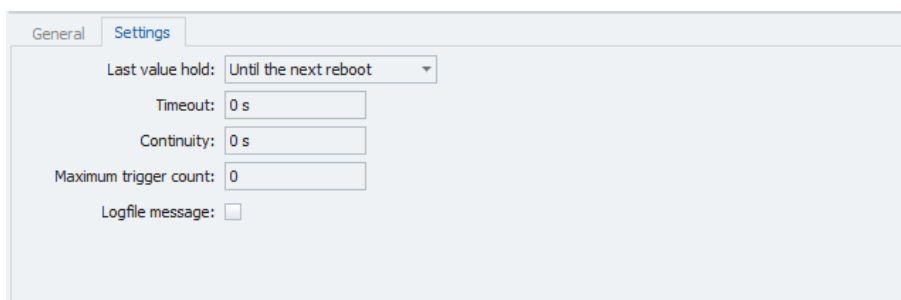 General Settings
Last value hold: Until the next reboot
Timeout: 0 s
Continuity: 0 s
Maximum trigger count: 0
Logfile message: